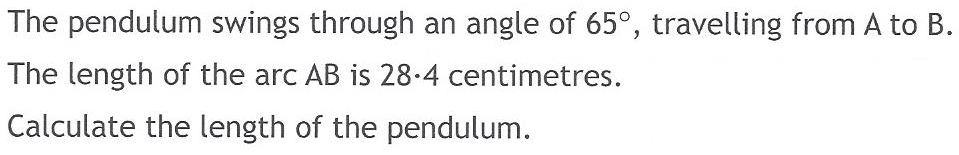 The pendulum swings through an angle of 65°, travelling from A to B.
The length of the arc AB is 28·4 centimetres.
Calculate the length of the pendulum.